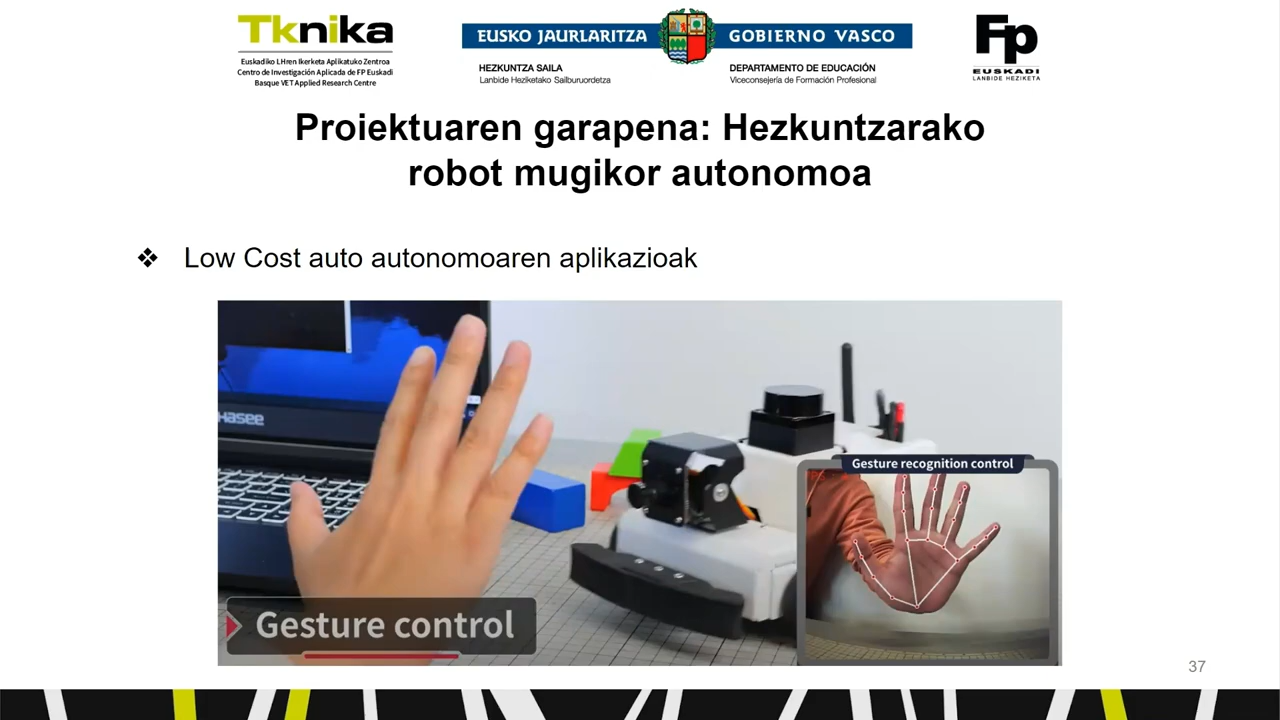 Tknika
Euskadiko LHren Ikerketa Aplikatuko Zentroa
Centro de Investigación Aplicada de FP Euskadi
Basque VET Applied Research Centre
EUSKO JAURLARITZA
GOBIERNO VASCO
HEZKUNTZA SAILA
Lanbide Heziketako Sailburuordetza
DEPARTAMENTO DE EDUCACIÓN
Viceconsejería de Formación Profesional
Fp
EUSKADI
LANBIDE HEZIKETA
Proiektuaren garapena: Hezkuntzarako
robot mugikor autonomoa
❖ Low Cost auto autonomoaren aplikazioak
Hasee
Gesture recognition control
Gesture control
37